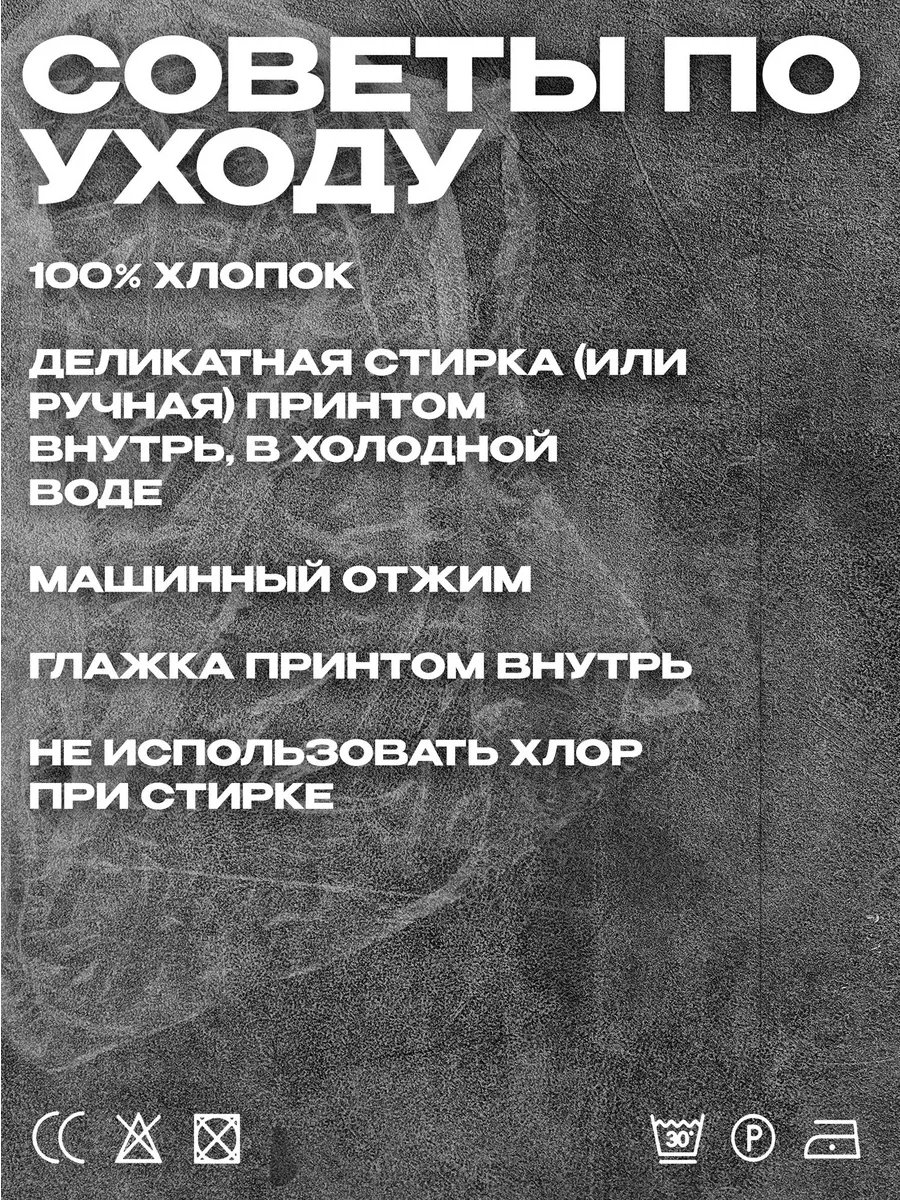 СОВЕТЫ ПО
УХОДУ
100% ХЛОПОК
ДЕЛИКАТНАЯ СТИРКА (ИЛИ
РУЧНАЯ) ПРИНТОМ
ВНУТРЬ, В ХОЛОДНОЙ
ВОДЕ
МАШИННЫЙ ОТЖИМ
ГЛАЖКА ПРИНТОМ ВНУТРЬ
НЕ ИСПОЛЬЗОВАТЬ ХЛОР
ПРИ СТИРКЕ
CC 30° P